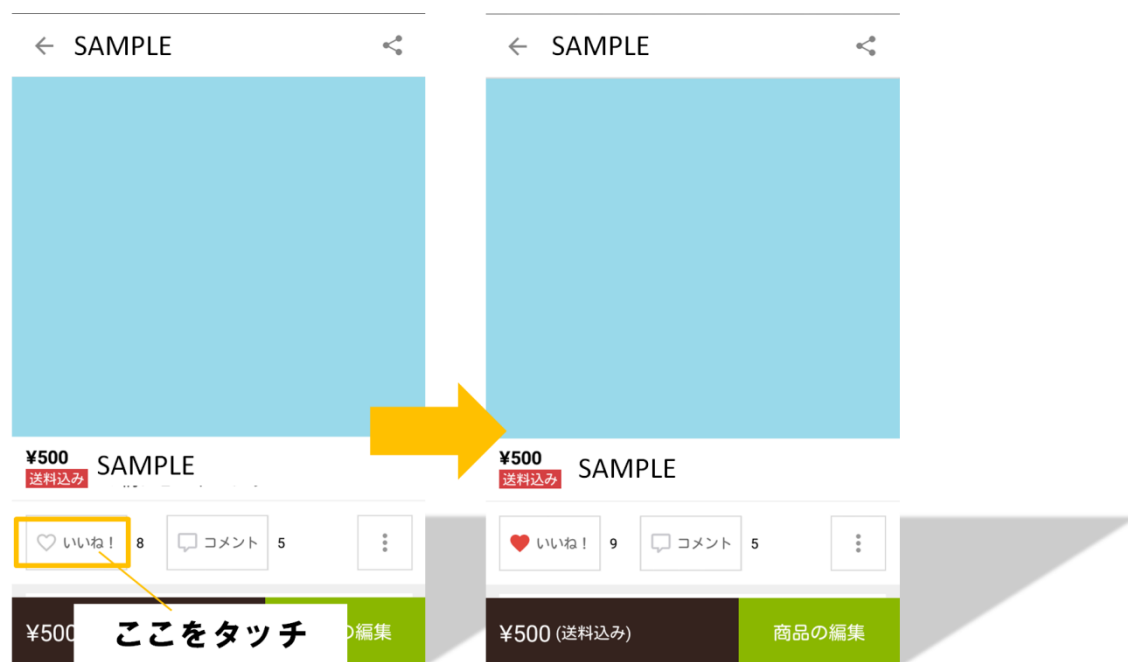 SAMPLE
¥500
送料込み
SAMPLE
いいね！ 8 コメント 5
¥500
の編集
ここをタッチ
SAMPLE
¥500
送料込み
SAMPLE
いいね！ 9 コメント 5
¥500 (送料込み)
商品の編集